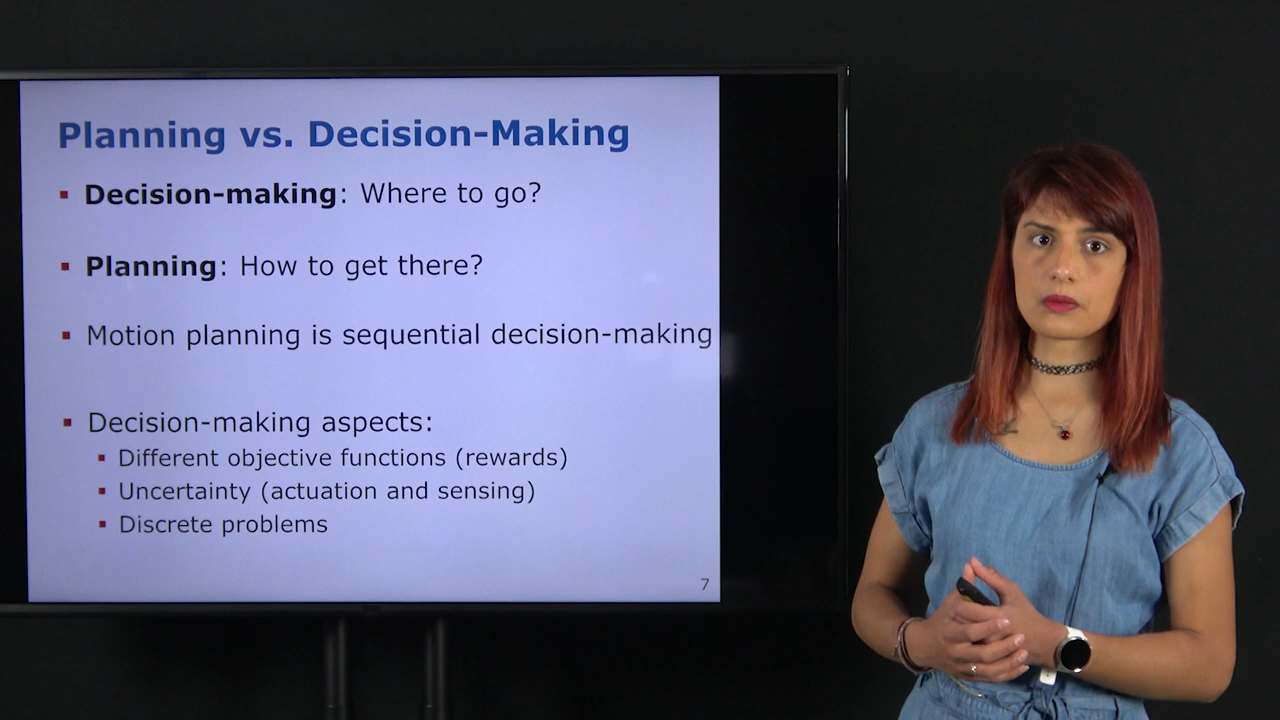 Planning vs. Decision-Making
▪ Decision-making: Where to go?
▪ Planning: How to get there?
▪ Motion planning is sequential decision-making
▪ Decision-making aspects:
▪ Different objective functions (rewards)
▪ Uncertainty (actuation and sensing)
▪ Discrete problems
7